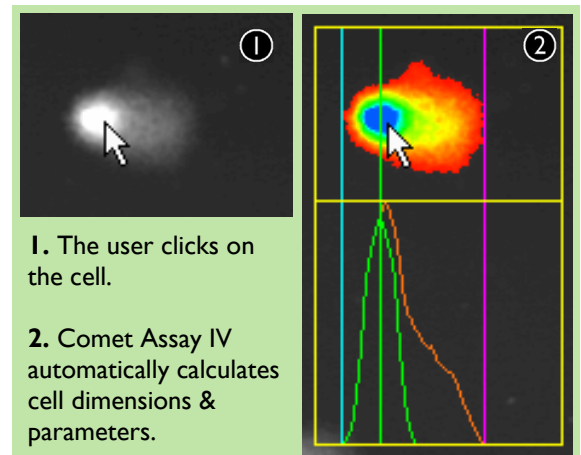 1
2
1. The user clicks on
the cell.
2. Comet Assay IV
automatically calculates
cell dimensions &
parameters.